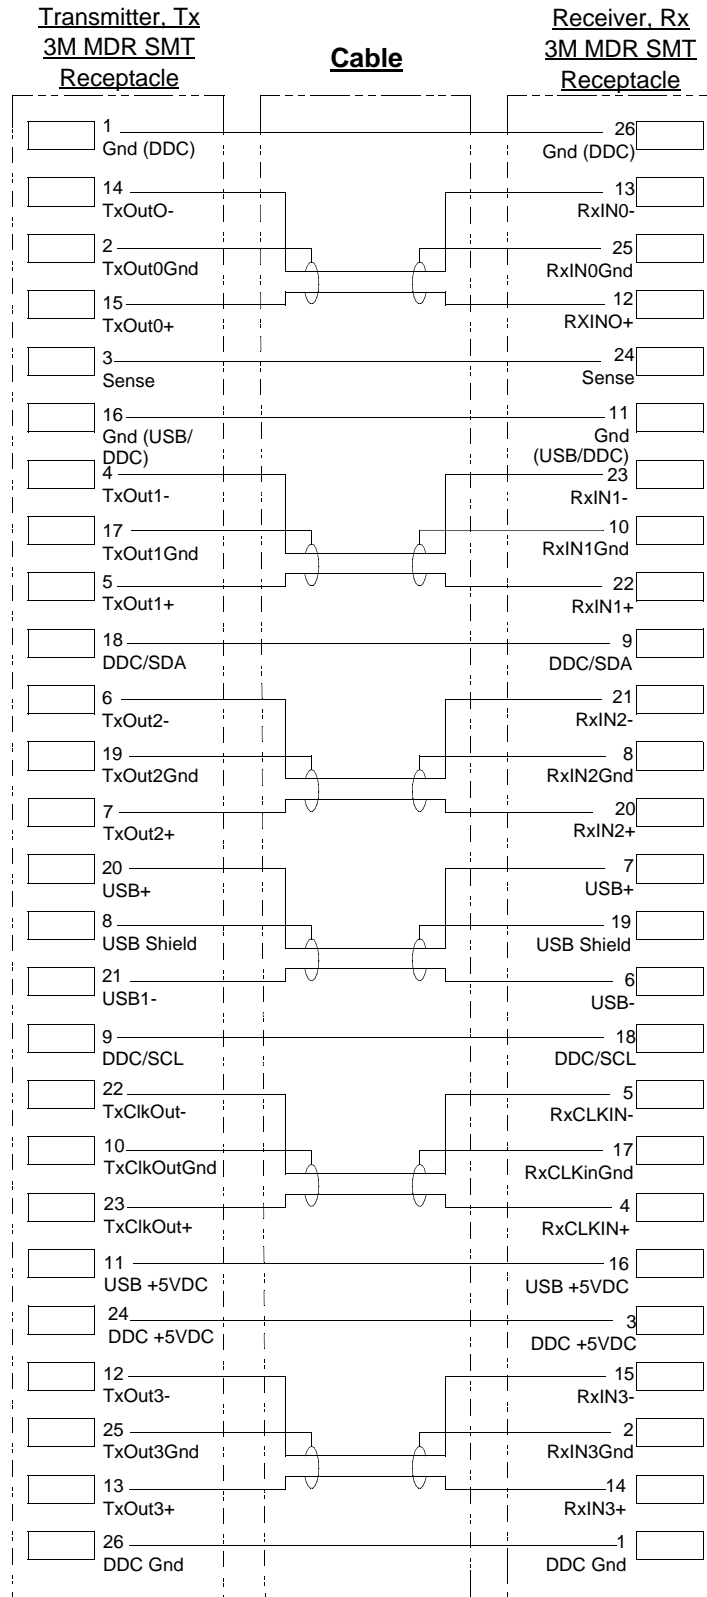 Transmitter, Tx
3M MDR SMT
Receptacle
Cable
Receiver, Rx
3M MDR SMT
Receptacle
1
Gnd (DDC)
26
Gnd (DDC)
14
TxOutO-
13
RxIN0-
2
TxOut0Gnd
25
RxIN0Gnd
15
TxOut0+
12
RXINO+
3
Sense
24
Sense
16
Gnd (USB/
DDC)
11
Gnd
(USB/DDC)
4
TxOut1-
23
RxIN1-
17
TxOut1Gnd
10
RxIN1Gnd
5
TxOut1+
22
RxIN1+
18
DDC/SDA
9
DDC/SDA
6
TxOut2-
21
RxIN2-
19
TxOut2Gnd
8
RxIN2Gnd
7
TxOut2+
20
RxIN2+
20
USB+
7
USB+
8
USB Shield
19
USB Shield
21
USB1-
6
USB-
9
DDC/SCL
18
DDC/SCL
22
TxClkOut-
5
RxCLKIN-
10
TxClkOutGnd
17
RxCLKinGnd
23
TxClkOut+
4
RxCLKIN+
11
USB +5VDC
16
USB +5VDC
24
DDC +5VDC
3
DDC +5VDC
12
TxOut3-
15
RxIN3-
25
TxOut3Gnd
2
RxIN3Gnd
13
TxOut3+
14
RxIN3+
26
DDC Gnd
1
DDC Gnd